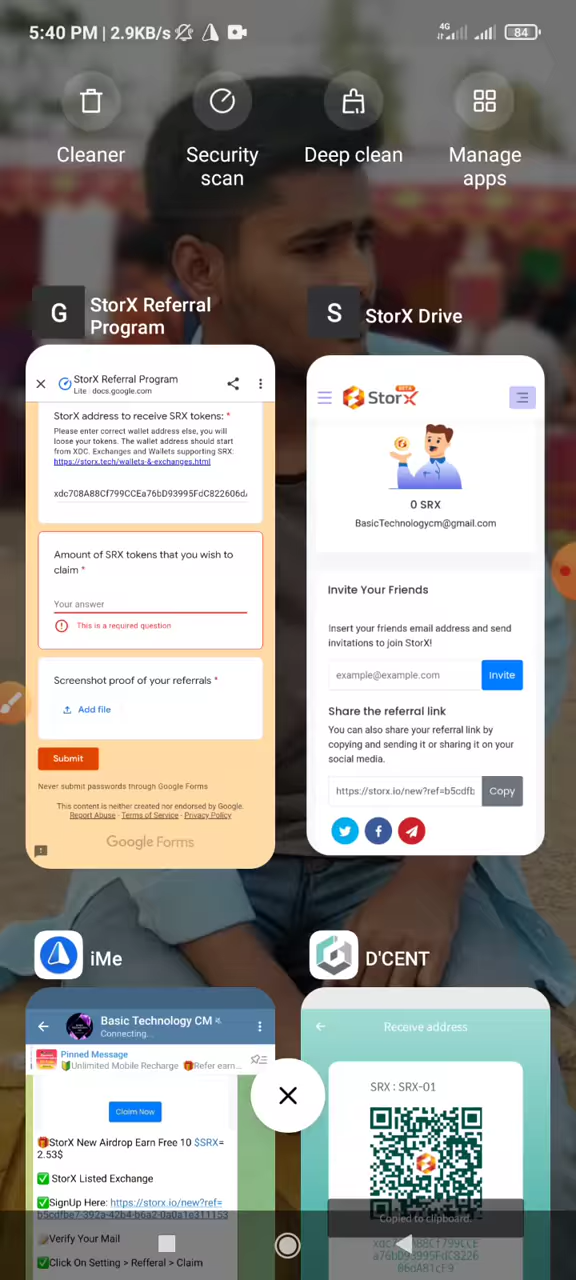 5:40 PM | 2.9KB/s
4G
84
Cleaner
Security
scan
Deep clean
Manage
apps
G
StorX Referral
Program
StorX Referral Program
Lite · docs.google.com
StorX address to receive SRX tokens: *
Please enter correct wallet address else, you will
loose your tokens. The wallet address should start
from XDC. Exchanges and Wallets supporting SRX:
https://storx.tech/wallets-&-exchanges.html
xdc708A88Cf799CCEa76bD93995FdC822606d
Amount of SRX tokens that you wish to
claim *
Your answer
This is a required question
Screenshot proof of your referrals *
Add file
Submit
Never submit passwords through Google Forms
This content is neither created nor endorsed by Google.
Report Abuse · Terms of Service · Privacy Policy
Google Forms
S
StorX Drive
StorX
BETA
0 SRX
BasicTechnologycm@gmail.com
Invite Your Friends
Insert your friends email address and send
invitations to join StorX!
example@example.com
Invite
Share the referral link
You can also share your referral link by
copying and sending it or sharing it on your
social media.
https://storx.io/new?ref=b5cdfb
Copy
iMe
Basic Technology CM
Connecting...
Pinned Message
Unlimited Mobile Recharge 🎁Refer earn...
Claim Now
🎁StorX New Airdrop Earn Free 10 $SRX=
2.53$
✅ StorX Listed Exchange
✅SignUp Here: https://storx.io/new?ref=
b5cdfbe7-392a-42b4-b6a2-0a0a1e311153
Verify Your Mail
✅Click On Setting > Refferal > Claim
D'CENT
Receive address
SRX : SRX-01
Copied to clipboard.
a76bD93995FdC8226
06dA81cF9